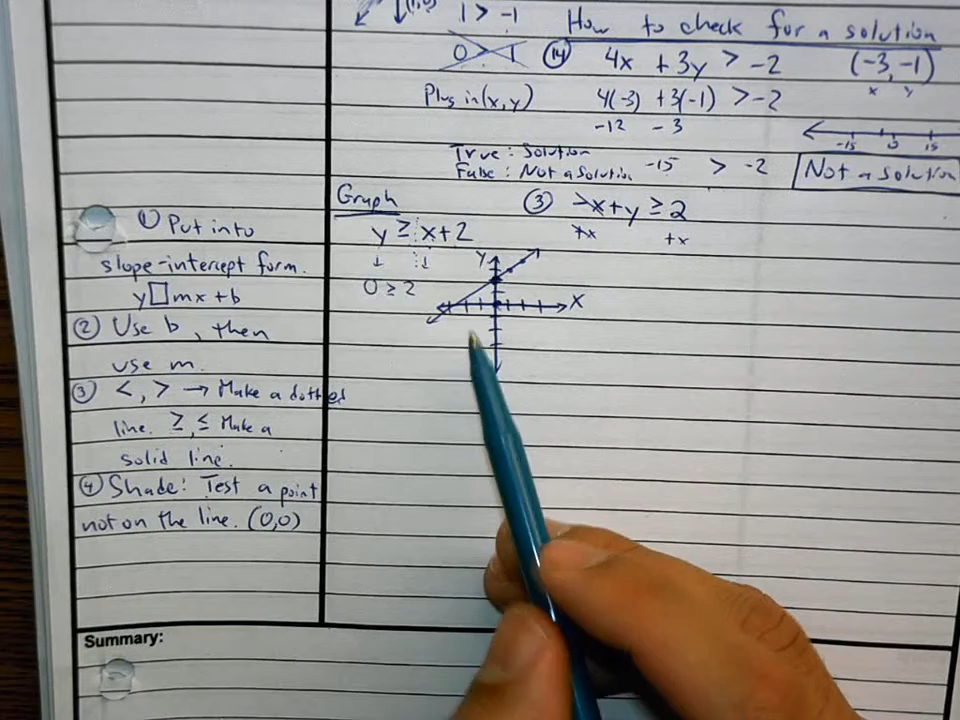 1 > -1 How to check for a solution
0 > 1 ⑭ 4x + 3y > -2 (-3, -1)
x y
Plug in (x, y) 4(-3) + 3(-1) > -2
-12 - 3
-15 0 15
True: Solution
False: Not a Solution -15 > -2 Not a solution
Graph ③ -x + y ≥ 2
+x +x
y ≥ x + 2
0 ≥ 2
Y
X
① Put into
slope-intercept form.
y □ mx + b
② Use b, then
use m.
③ <, > → Make a dotted
line. ≥, ≤ Make a
solid line.
④ Shade: Test a point
not on the line. (0,0)
Summary: